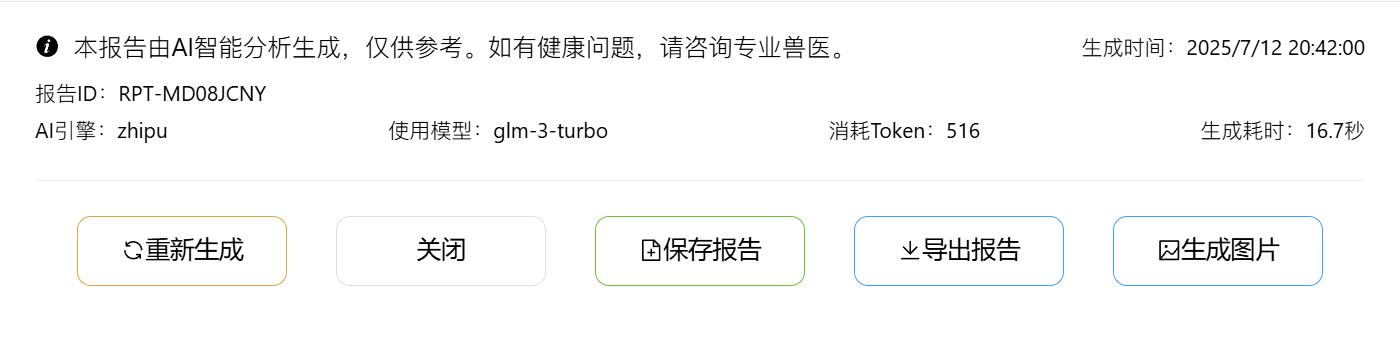 本报告由AI智能分析生成，仅供参考。如有健康问题，请咨询专业兽医。 生成时间：2025/7/12 20:42:00
报告ID：RPT-MD08JCNY
AI引擎：zhipu 使用模型：glm-3-turbo 消耗Token：516 生成耗时：16.7秒
重新生成 关闭 保存报告 导出报告 生成图片